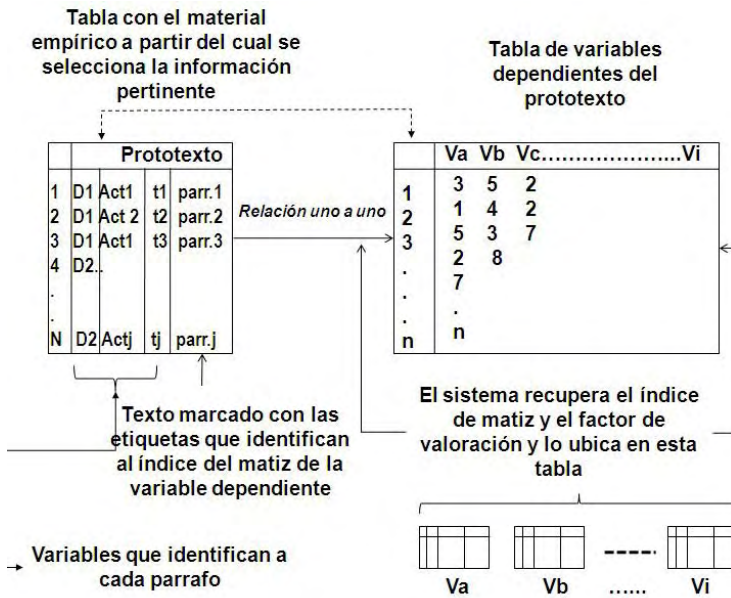 Tabla con el material
empírico a partir del cual se
selecciona la información
pertinente
Tabla de variables
dependientes del
prototexto
Prototexto
1 D1 Act1 t1 parr.1
2 D1 Act 2 t2 parr.2
3 D1 Act1 t3 parr.3
4 D2..
.
.
N D2 Actj tj parr.j
Relación uno a uno
Va Vb Vc.......................Vi
1 3 5 2
2 1 4 2
3 5 3 7
. 2 8
. 7
. .
n n
Texto marcado con las
etiquetas que identifican
al índice del matiz de la
variable dependiente
El sistema recupera el índice
de matiz y el factor de
valoración y lo ubica en esta
tabla
Variables que identifican a
cada parrafo
Va Vb ...... Vi